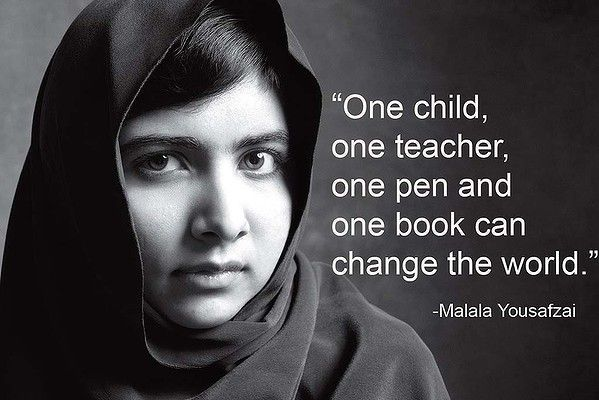 “One child,
one teacher,
one pen and
one book can
change the world.”
-Malala Yousafzai